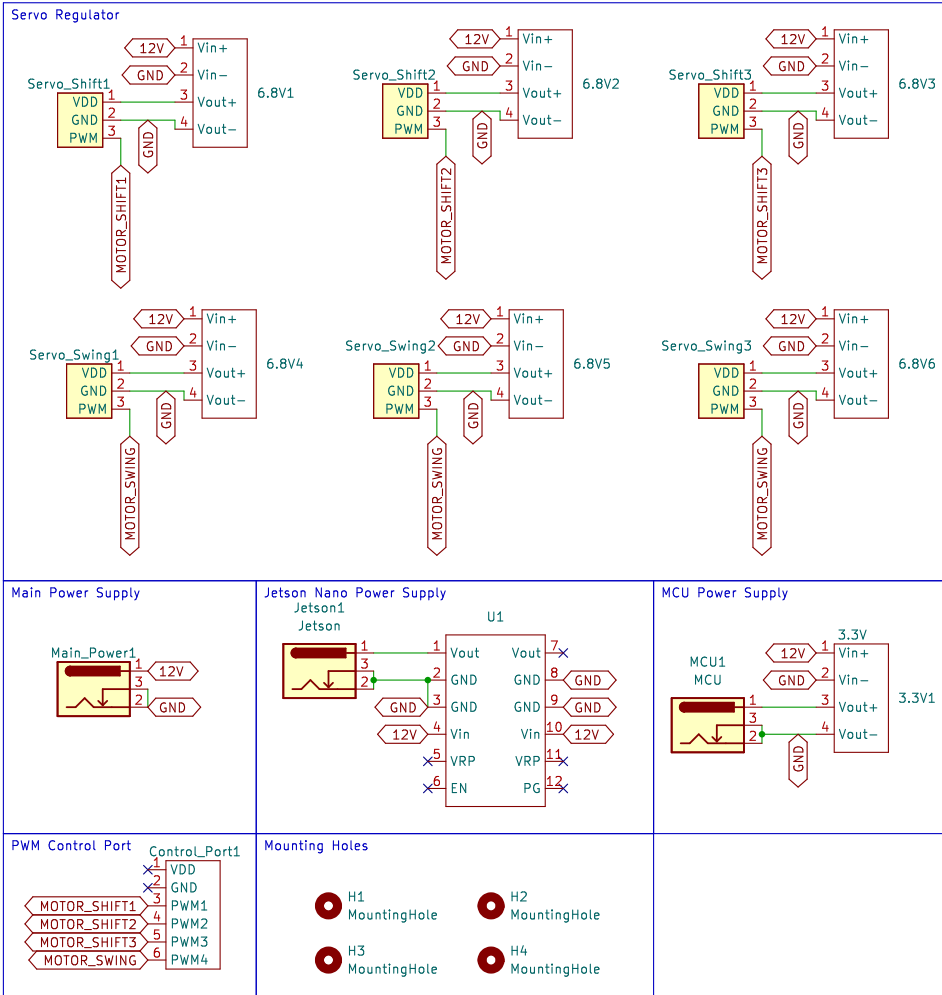 Servo Regulator
Servo_Shift1
VDD 1
GND 2
PWM 3
12V 1 Vin+
GND 2 Vin-
3 Vout+
4 Vout-
6.8V1
GND
MOTOR_SHIFT1
Servo_Shift2
VDD 1
GND 2
PWM 3
12V 1 Vin+
GND 2 Vin-
3 Vout+
4 Vout-
6.8V2
GND
MOTOR_SHIFT2
Servo_Shift3
VDD 1
GND 2
PWM 3
12V 1 Vin+
GND 2 Vin-
3 Vout+
4 Vout-
6.8V3
GND
MOTOR_SHIFT3
Servo_Swing1
VDD 1
GND 2
PWM 3
12V 1 Vin+
GND 2 Vin-
3 Vout+
4 Vout-
6.8V4
GND
MOTOR_SWING
Servo_Swing2
VDD 1
GND 2
PWM 3
12V 1 Vin+
GND 2 Vin-
3 Vout+
4 Vout-
6.8V5
GND
MOTOR_SWING
Servo_Swing3
VDD 1
GND 2
PWM 3
12V 1 Vin+
GND 2 Vin-
3 Vout+
4 Vout-
6.8V6
GND
MOTOR_SWING
Main Power Supply
Main_Power1
1 12V
3
2 GND
Jetson Nano Power Supply
Jetson1
Jetson
1
3
2
U1
1 Vout
2 GND
GND 3 GND
12V 4 Vin
5 VRP
6 EN
Vout 7
GND 8 GND
GND 9 GND
Vin 10 12V
VRP 11
PG 12
MCU Power Supply
MCU1
MCU
1
3
2
3.3V
12V 1 Vin+
GND 2 Vin-
3 Vout+
4 Vout-
3.3V1
GND
PWM Control Port
Control_Port1
1 VDD
2 GND
MOTOR_SHIFT1 3 PWM1
MOTOR_SHIFT2 4 PWM2
MOTOR_SHIFT3 5 PWM3
MOTOR_SWING 6 PWM4
Mounting Holes
H1
MountingHole
H2
MountingHole
H3
MountingHole
H4
MountingHole